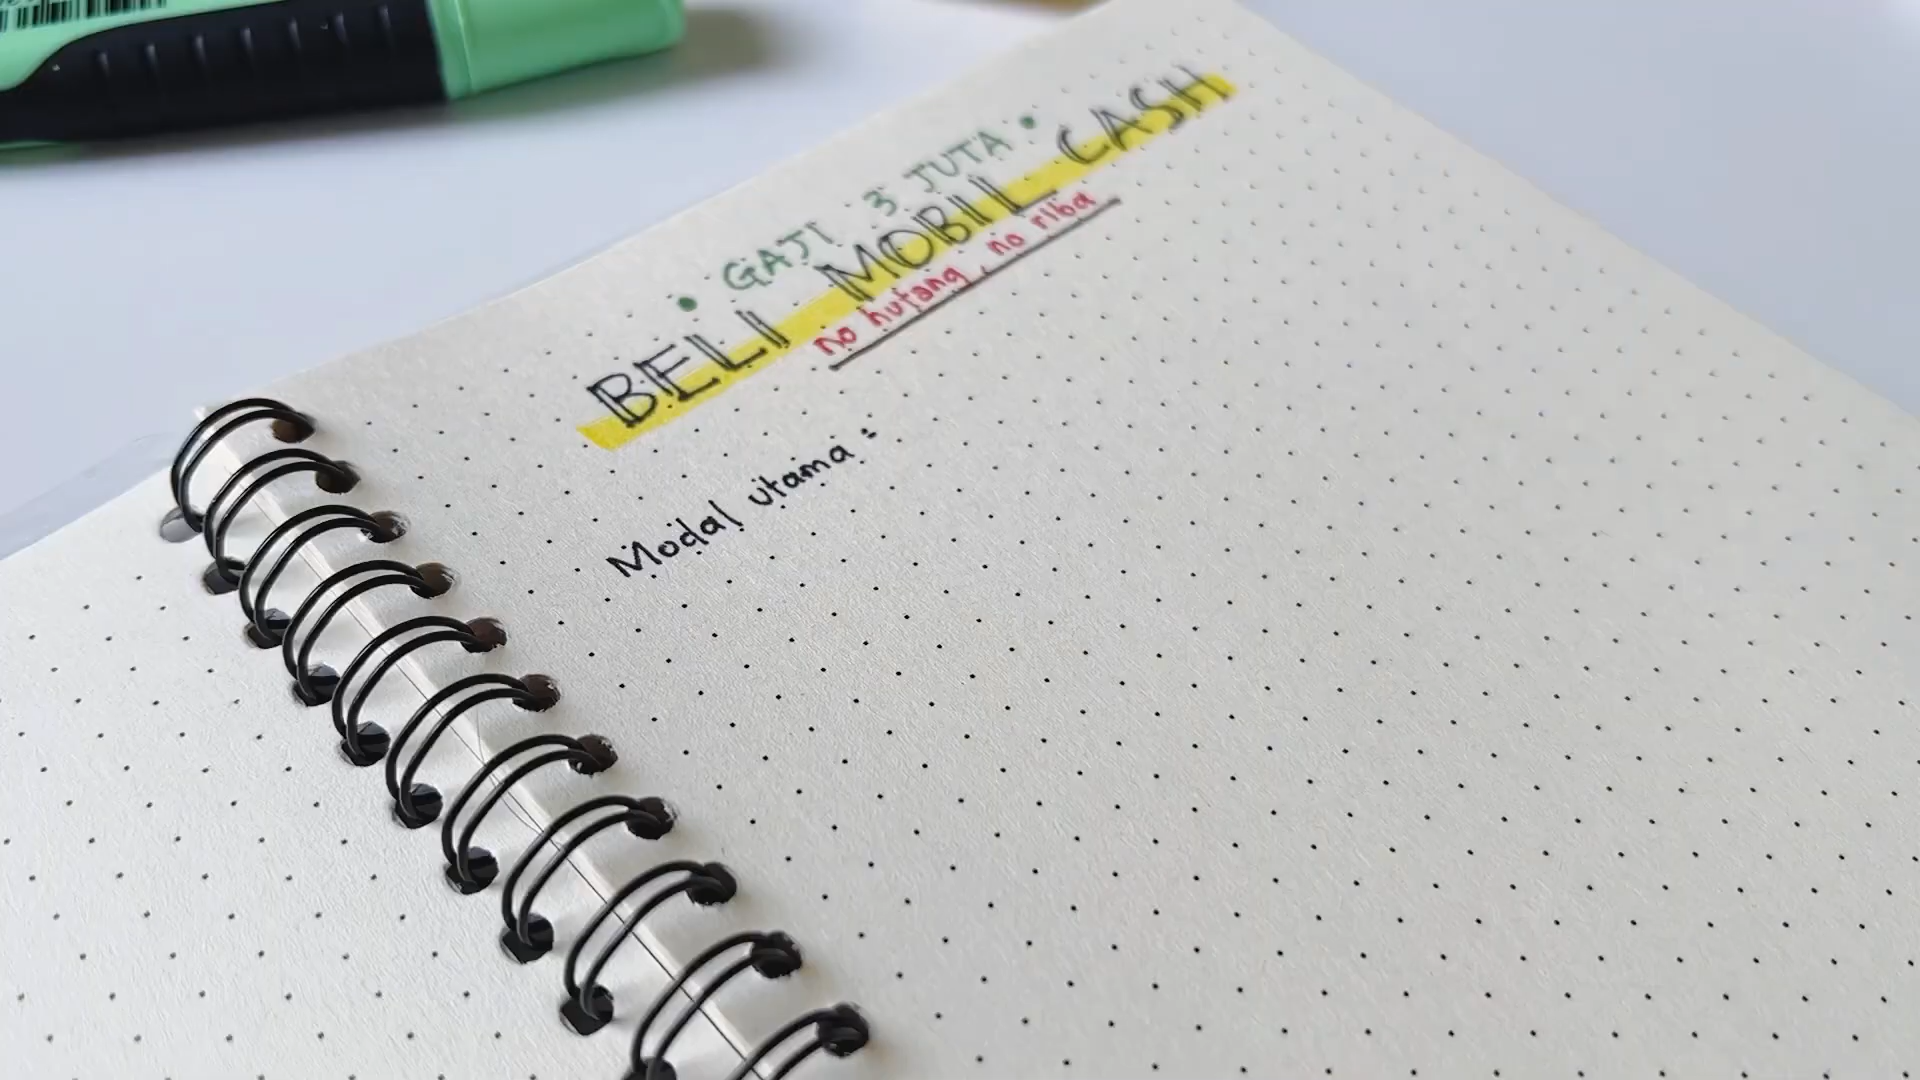 • GAJI 3 JUTA •
BELI MOBIL CASH
no hutang, no riba
Modal utama :